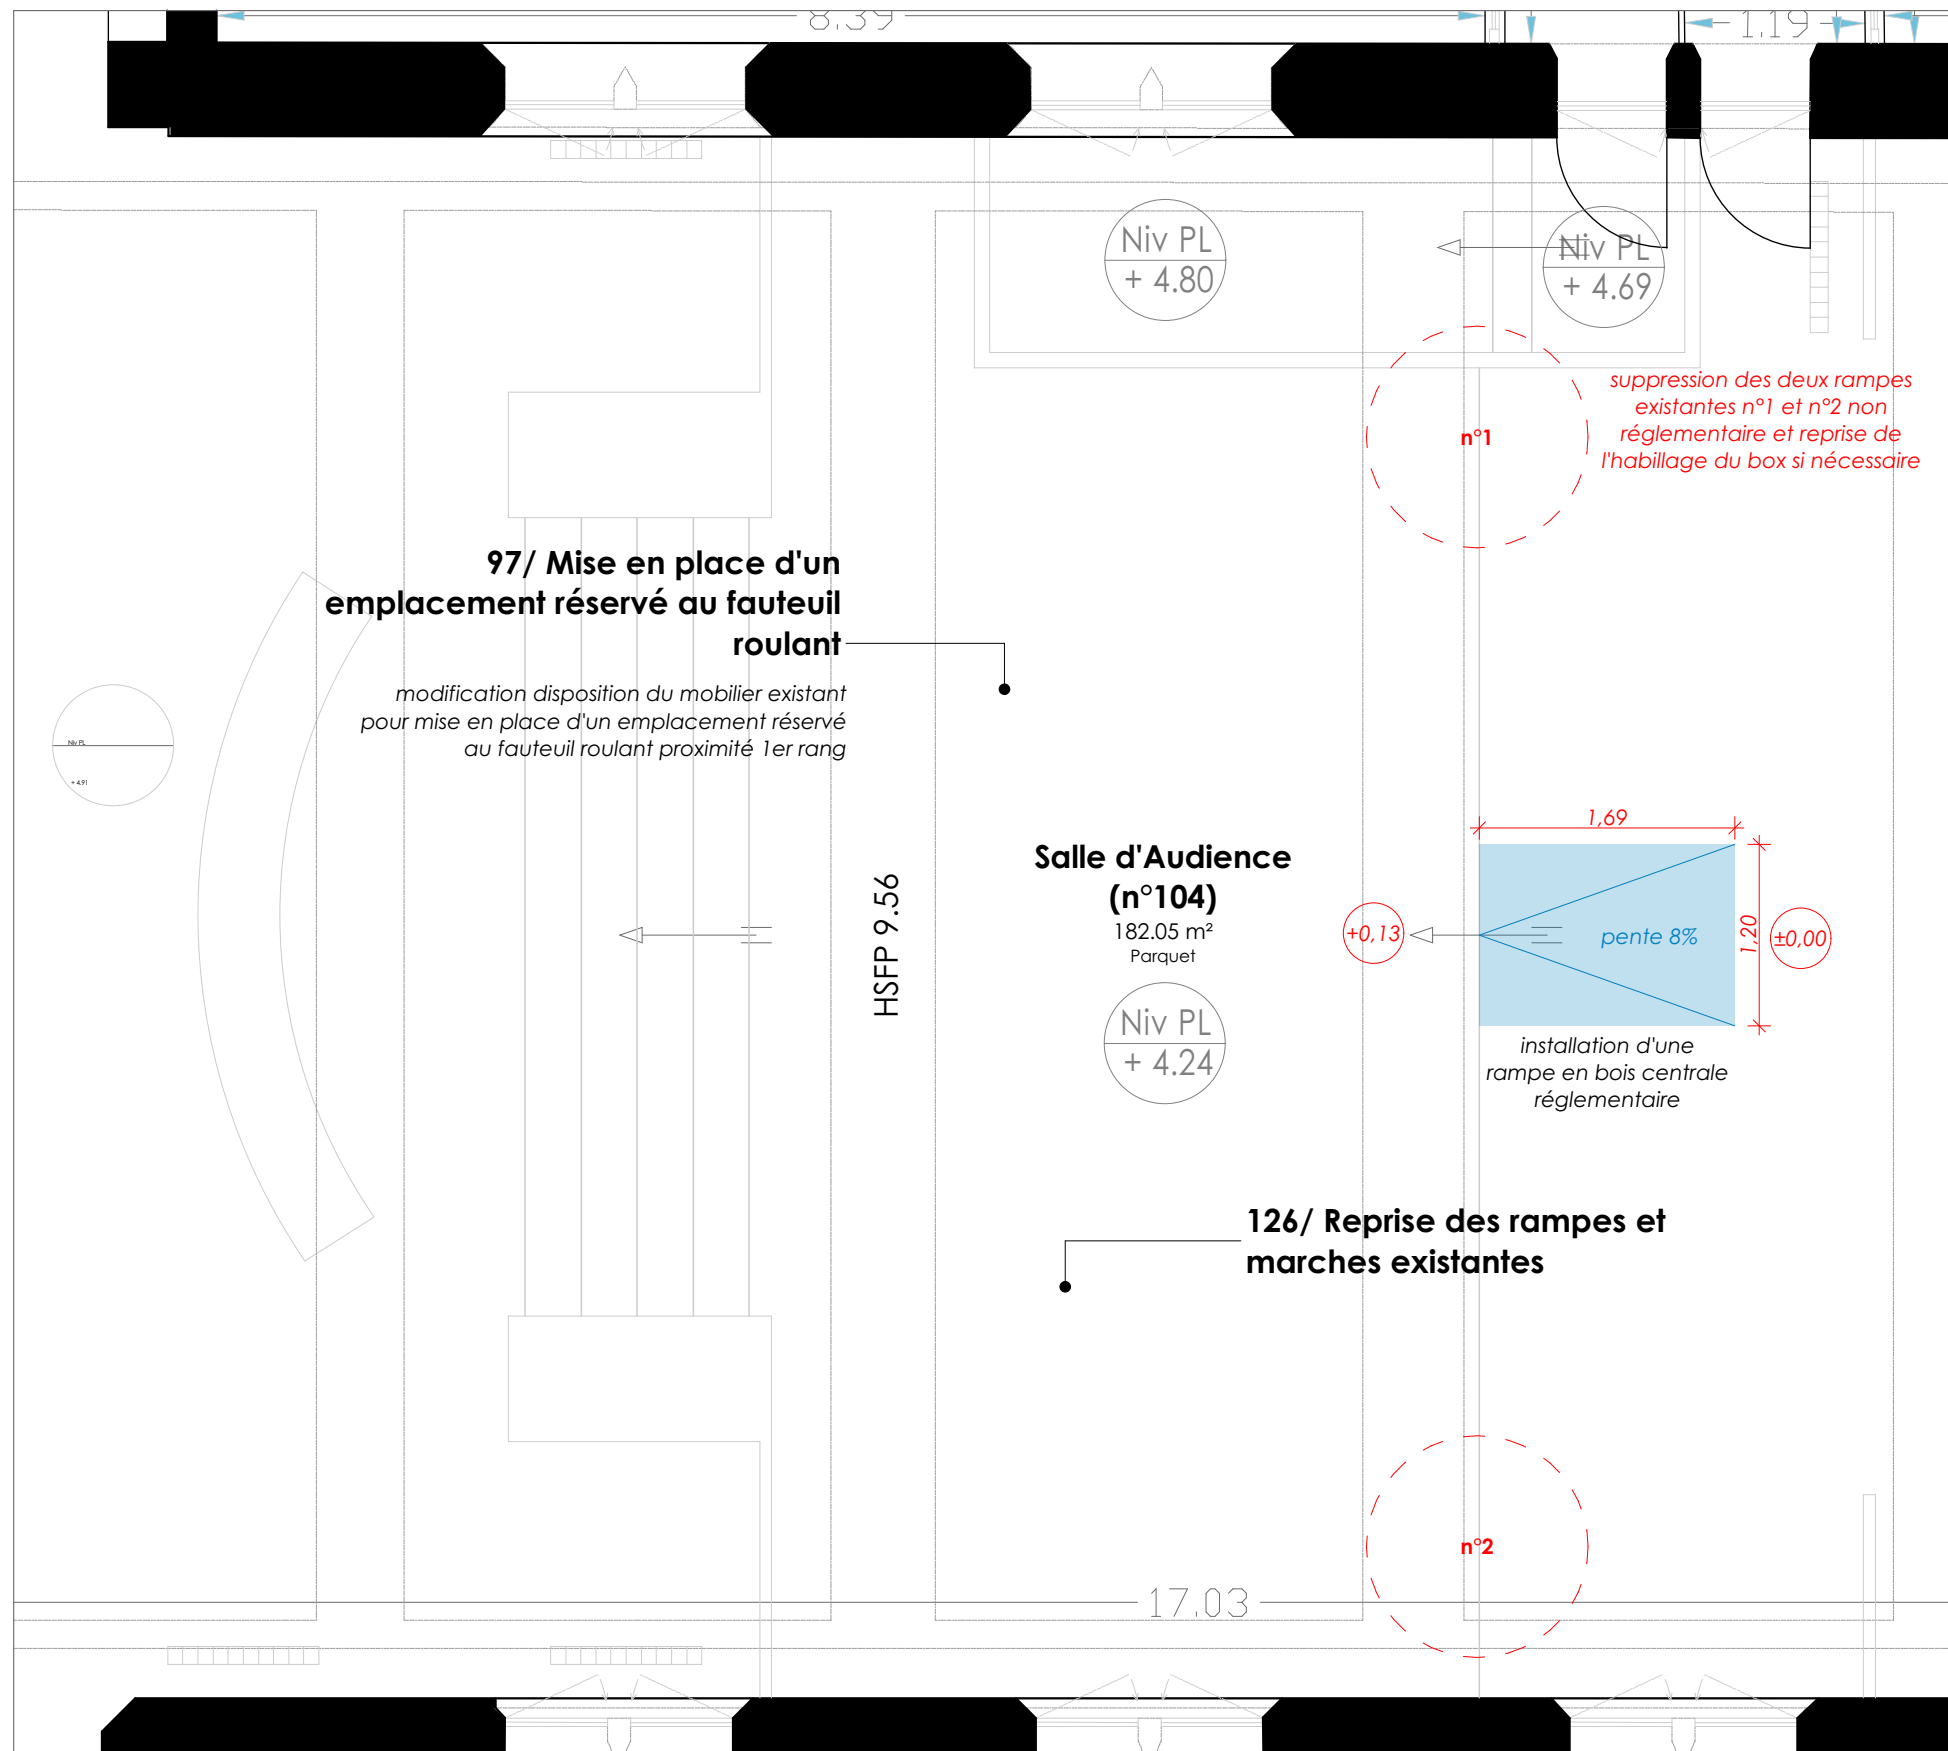 8.39
1.19
Niv PL
+ 4.80
Niv PL
+ 4.69
suppression des deux rampes
existantes n°1 et n°2 non
réglementaire et reprise de
l'habillage du box si nécessaire
n°1
97/ Mise en place d'un
emplacement réservé au fauteuil
roulant
modification disposition du mobilier existant
pour mise en place d'un emplacement réservé
au fauteuil roulant proximité 1er rang
Niv PL
+ 4.91
HSFP 9.56
Salle d'Audience
(n°104)
182.05 m²
Parquet
Niv PL
+ 4.24
1,69
+0,13
pente 8%
1,20
±0,00
installation d'une
rampe en bois centrale
réglementaire
126/ Reprise des rampes et
marches existantes
n°2
17.03